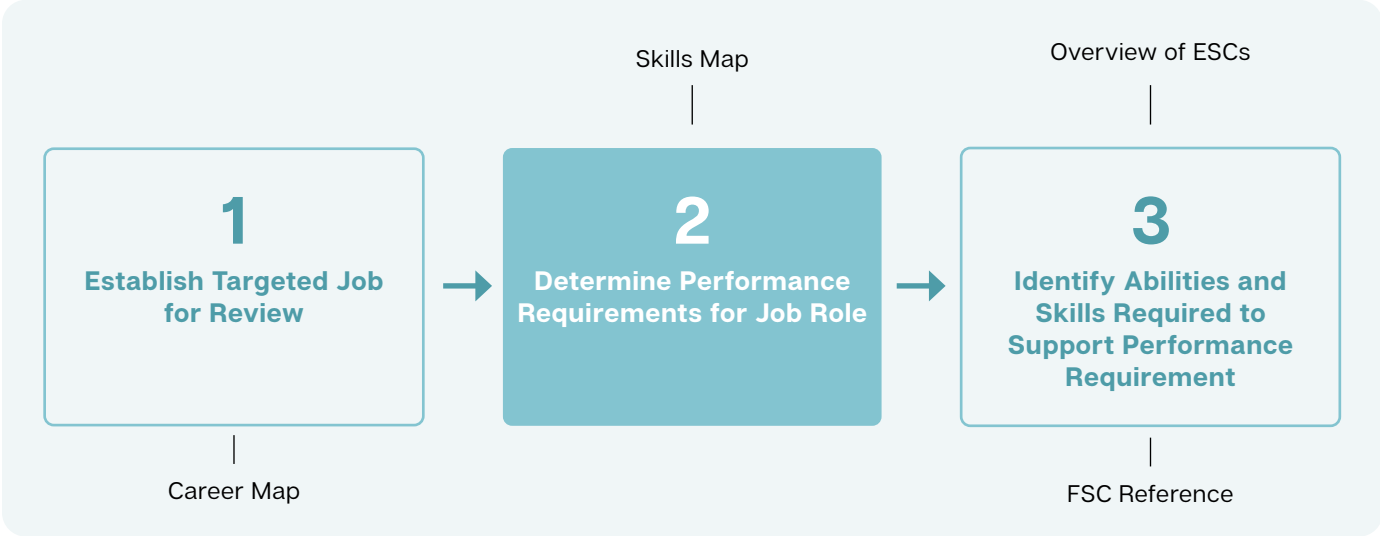 Skills Map
Overview of ESCs
1
Establish Targeted Job
for Review
2
Determine Performance
Requirements for Job Role
3
Identify Abilities and
Skills Required to
Support Performance
Requirement
Career Map
FSC Reference